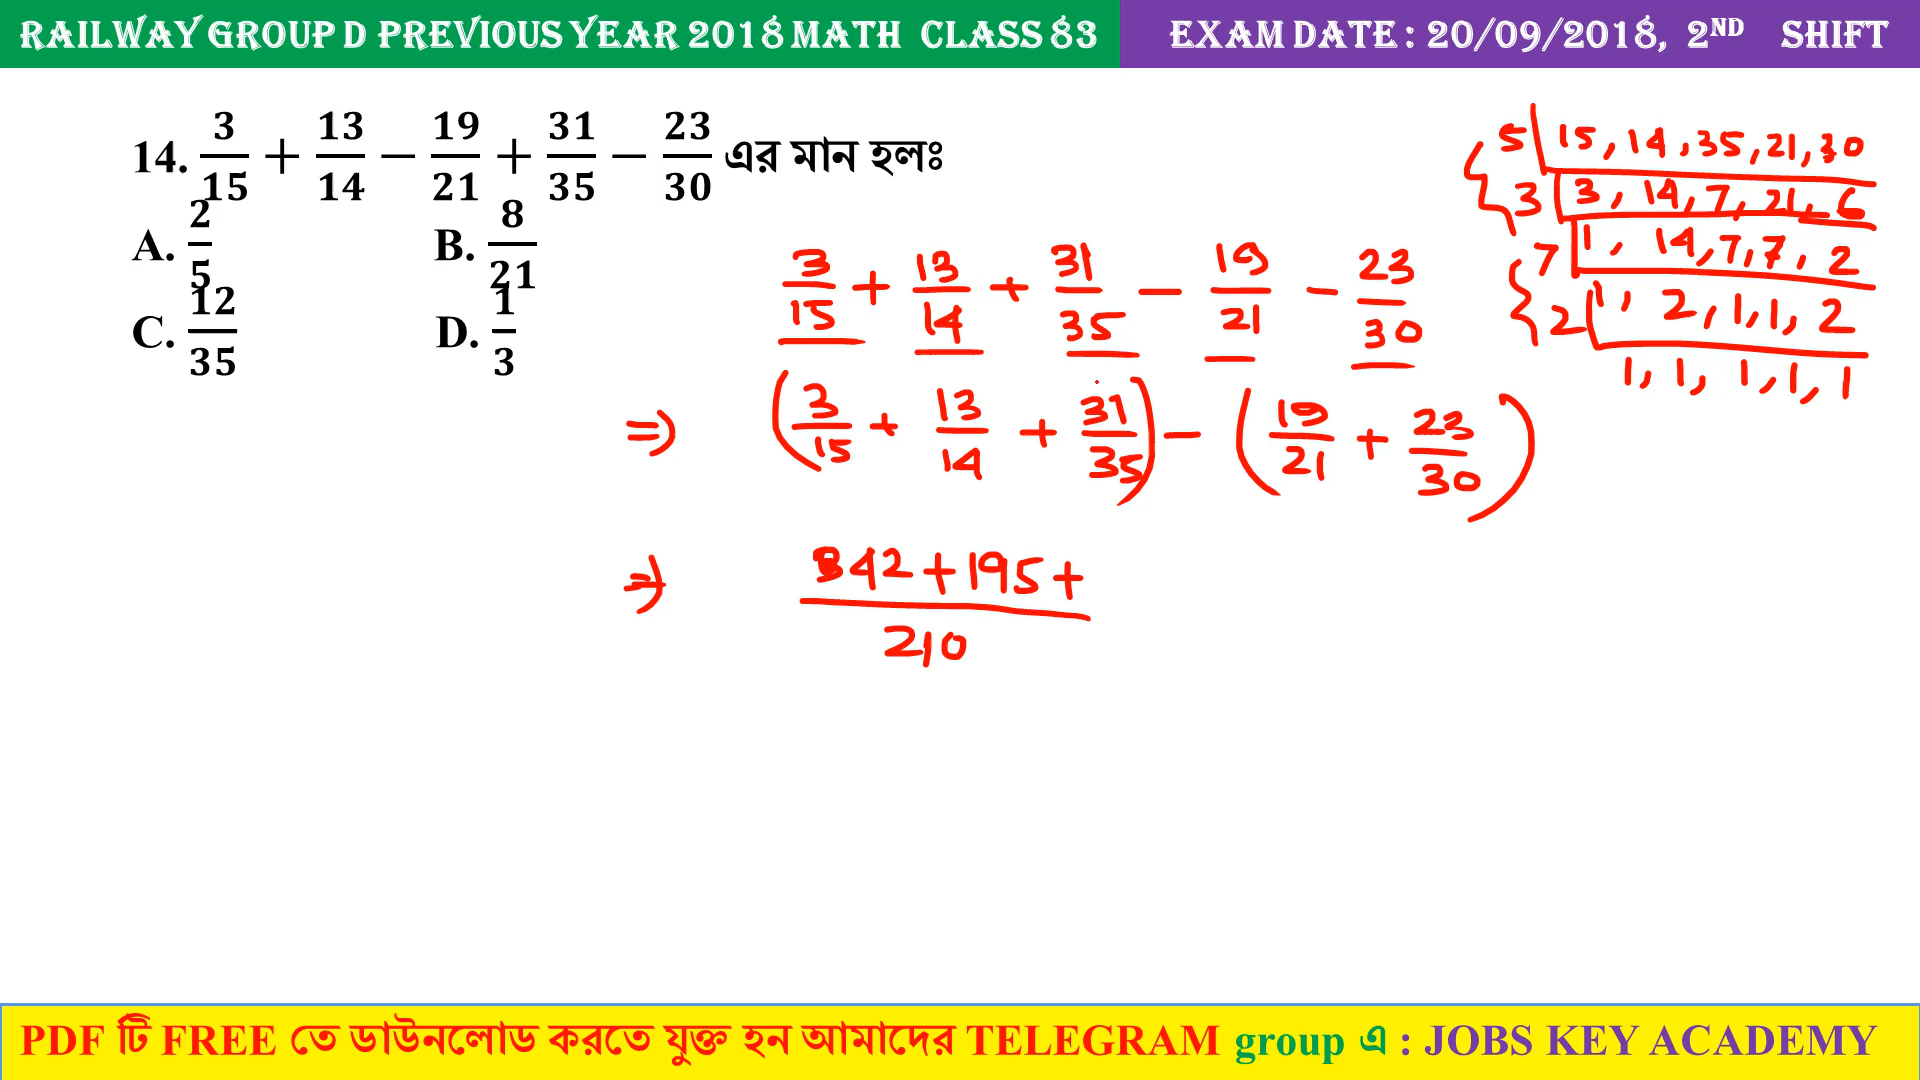 RAILWAY GROUP D PREVIOUS YEAR 2018 MATH CLASS 83 EXAM DATE : 20/09/2018, 2ND SHIFT
14. 3/15 + 13/14 − 19/21 + 31/35 − 23/30 এর মান হলঃ
A. 2/5 B. 8/21
C. 12/35 D. 1/3
5 | 15, 14, 35, 21, 30
3 | 3, 14, 7, 21, 6
7 | 1, 14, 7, 7, 2
2 | 1, 2, 1, 1, 2
1, 1, 1, 1, 1
3/15 + 13/14 + 31/35 − 19/21 − 23/30
⇒ (3/15 + 13/14 + 31/35) − (19/21 + 23/30)
⇒ 42 + 195 + / 210
PDF টি FREE তে ডাউনলোড করতে যুক্ত হন আমাদের TELEGRAM group এ : JOBS KEY ACADEMY